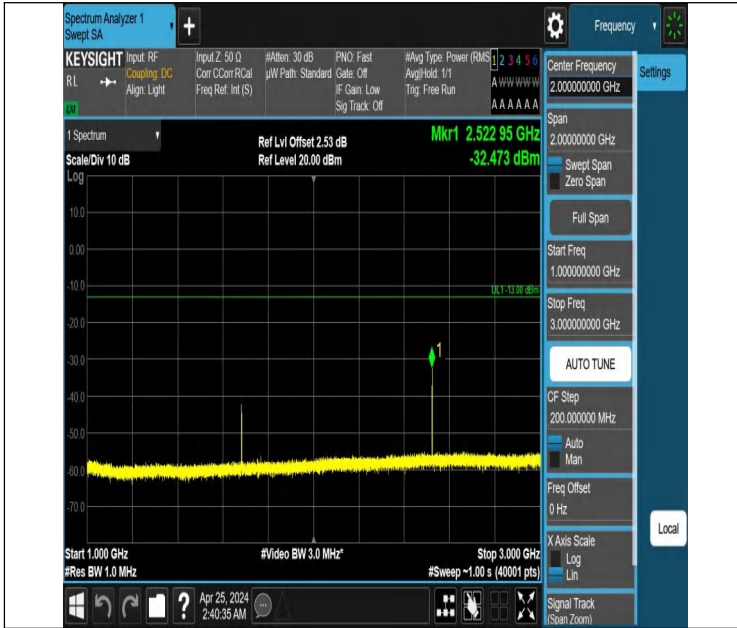 Spectrum Analyzer 1
Swept SA
+
Frequency
KEYSIGHT
RL
Input: RF
Coupling: DC
Align: Light
Input Z: 50 Ω
Corr CCorr RCal
Freq Ref: Int (S)
#Atten: 30 dB
µW Path: Standard
PNO: Fast
Gate: Off
IF Gain: Low
Sig Track: Off
#Avg Type: Power (RMS
Avg|Hold: 1/1
Trig: Free Run
1 2 3 4 5 6
A W W W W W
A A A A A A
1 Spectrum
Scale/Div 10 dB
Ref Lvl Offset 2.53 dB
Ref Level 20.00 dBm
Mkr1 2.522 95 GHz
-32.473 dBm
Log
10.0
0.00
-10.0
DL1 -13.00 dBm
-20.0
-30.0
1
-40.0
-50.0
-60.0
-70.0
Start 1.000 GHz
#Res BW 1.0 MHz
#Video BW 3.0 MHz*
Stop 3.000 GHz
#Sweep ~1.00 s (40001 pts)
Center Frequency
2.000000000 GHz
Settings
Span
2.00000000 GHz
Swept Span
Zero Span
Full Span
Start Freq
1.000000000 GHz
Stop Freq
3.000000000 GHz
AUTO TUNE
CF Step
200.000000 MHz
Auto
Man
Freq Offset
0 Hz
X Axis Scale
Log
Lin
Local
Signal Track
(Span Zoom)
?
Apr 25, 2024
2:40:35 AM